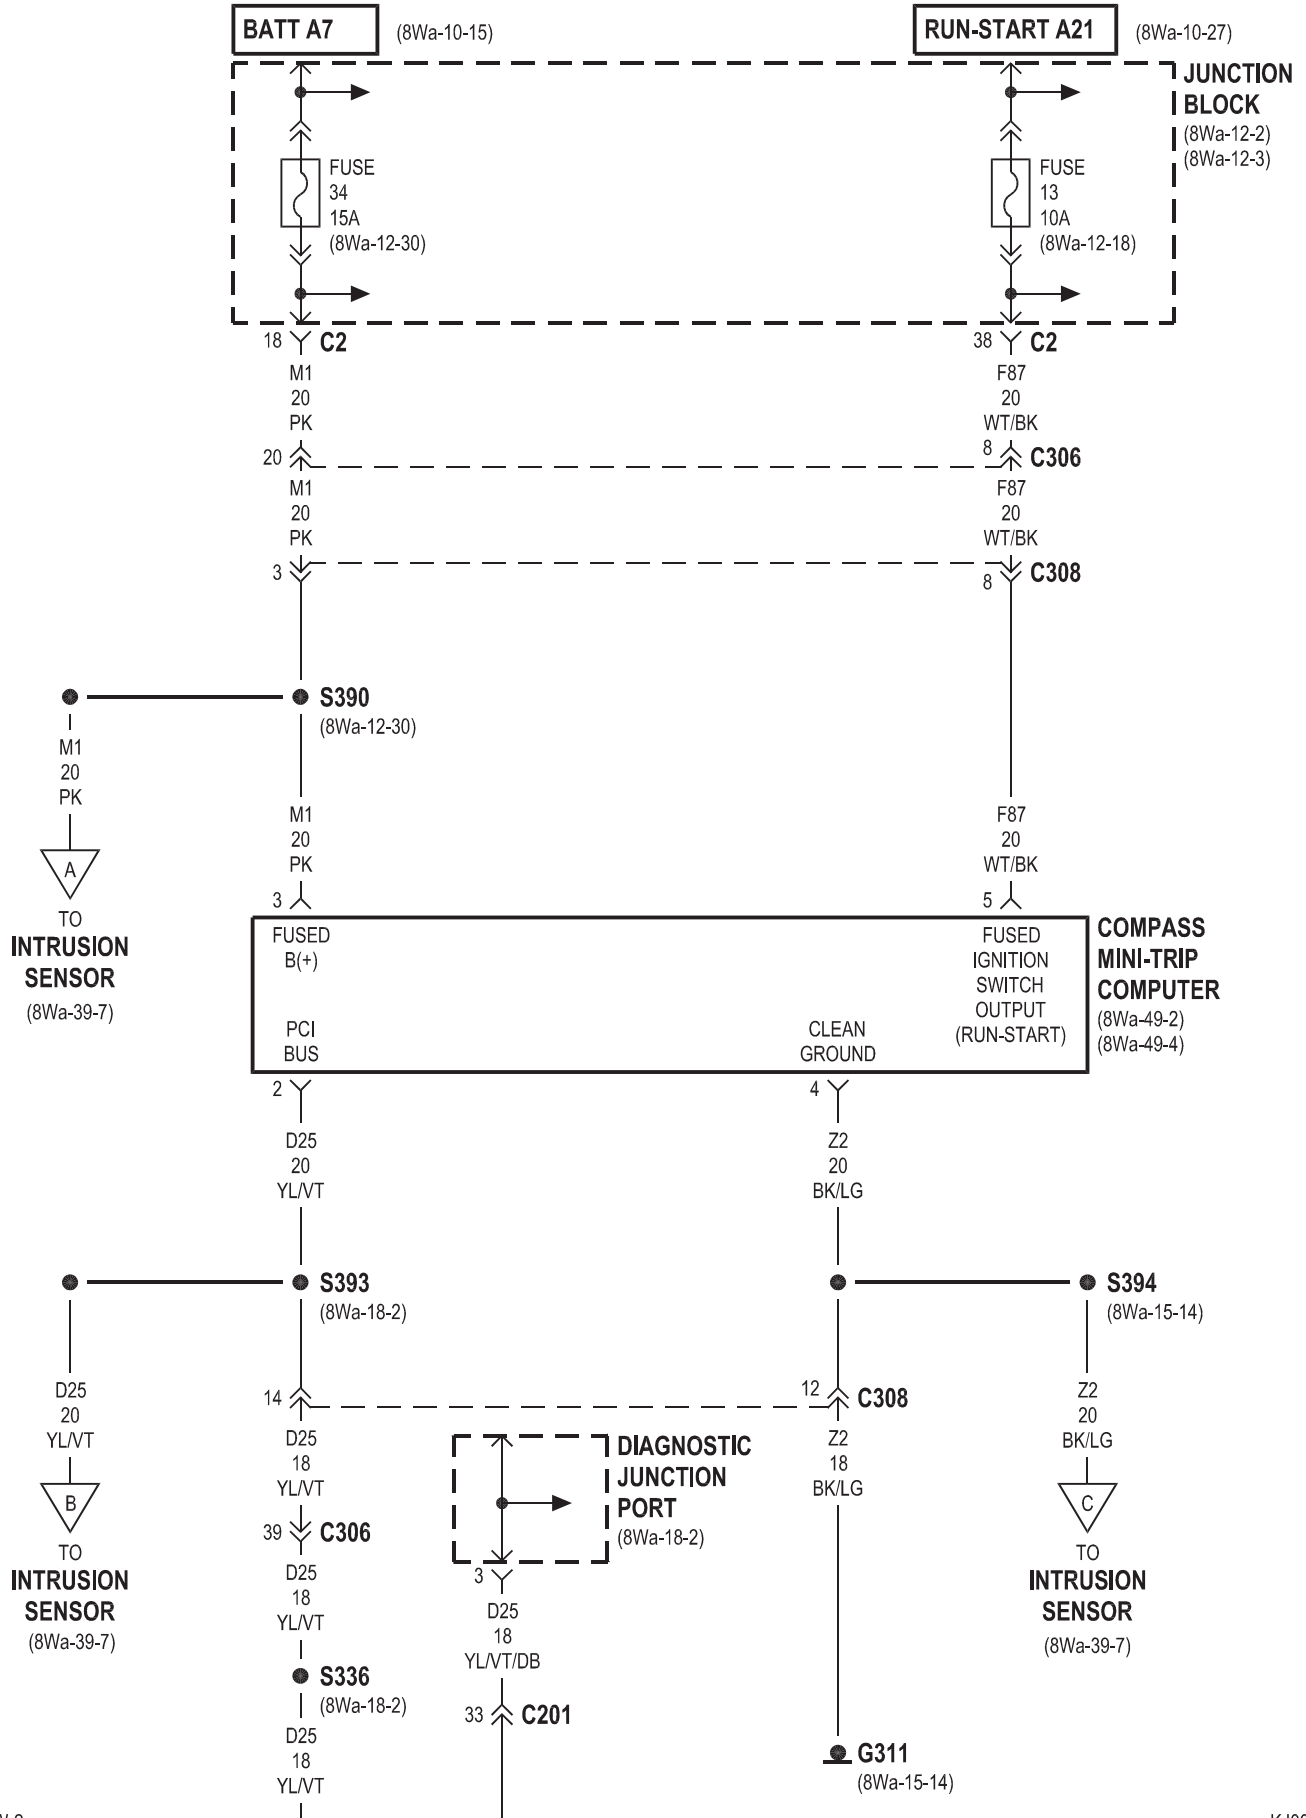 BATT A7 (8Wa-10-15)
RUN-START A21 (8Wa-10-27)
JUNCTION
BLOCK
(8Wa-12-2)
(8Wa-12-3)
FUSE
34
15A
(8Wa-12-30)
FUSE
13
10A
(8Wa-12-18)
18 C2
38 C2
M1
20
PK
F87
20
WT/BK
20
8 C306
M1
20
PK
F87
20
WT/BK
3
8 C308
S390
(8Wa-12-30)
M1
20
PK
A
TO
INTRUSION
SENSOR
(8Wa-39-7)
M1
20
PK
3
F87
20
WT/BK
5
FUSED
B(+)
FUSED
IGNITION
SWITCH
OUTPUT
(RUN-START)
PCI
BUS
CLEAN
GROUND
COMPASS
MINI-TRIP
COMPUTER
(8Wa-49-2)
(8Wa-49-4)
2
D25
20
YL/VT
4
Z2
20
BK/LG
S393
(8Wa-18-2)
S394
(8Wa-15-14)
D25
20
YL/VT
B
TO
INTRUSION
SENSOR
(8Wa-39-7)
14
12 C308
D25
18
YL/VT
39 C306
D25
18
YL/VT
S336
(8Wa-18-2)
D25
18
YL/VT
DIAGNOSTIC
JUNCTION
PORT
(8Wa-18-2)
3
D25
18
YL/VT/DB
33 C201
Z2
18
BK/LG
G311
(8Wa-15-14)
Z2
20
BK/LG
C
TO
INTRUSION
SENSOR
(8Wa-39-7)